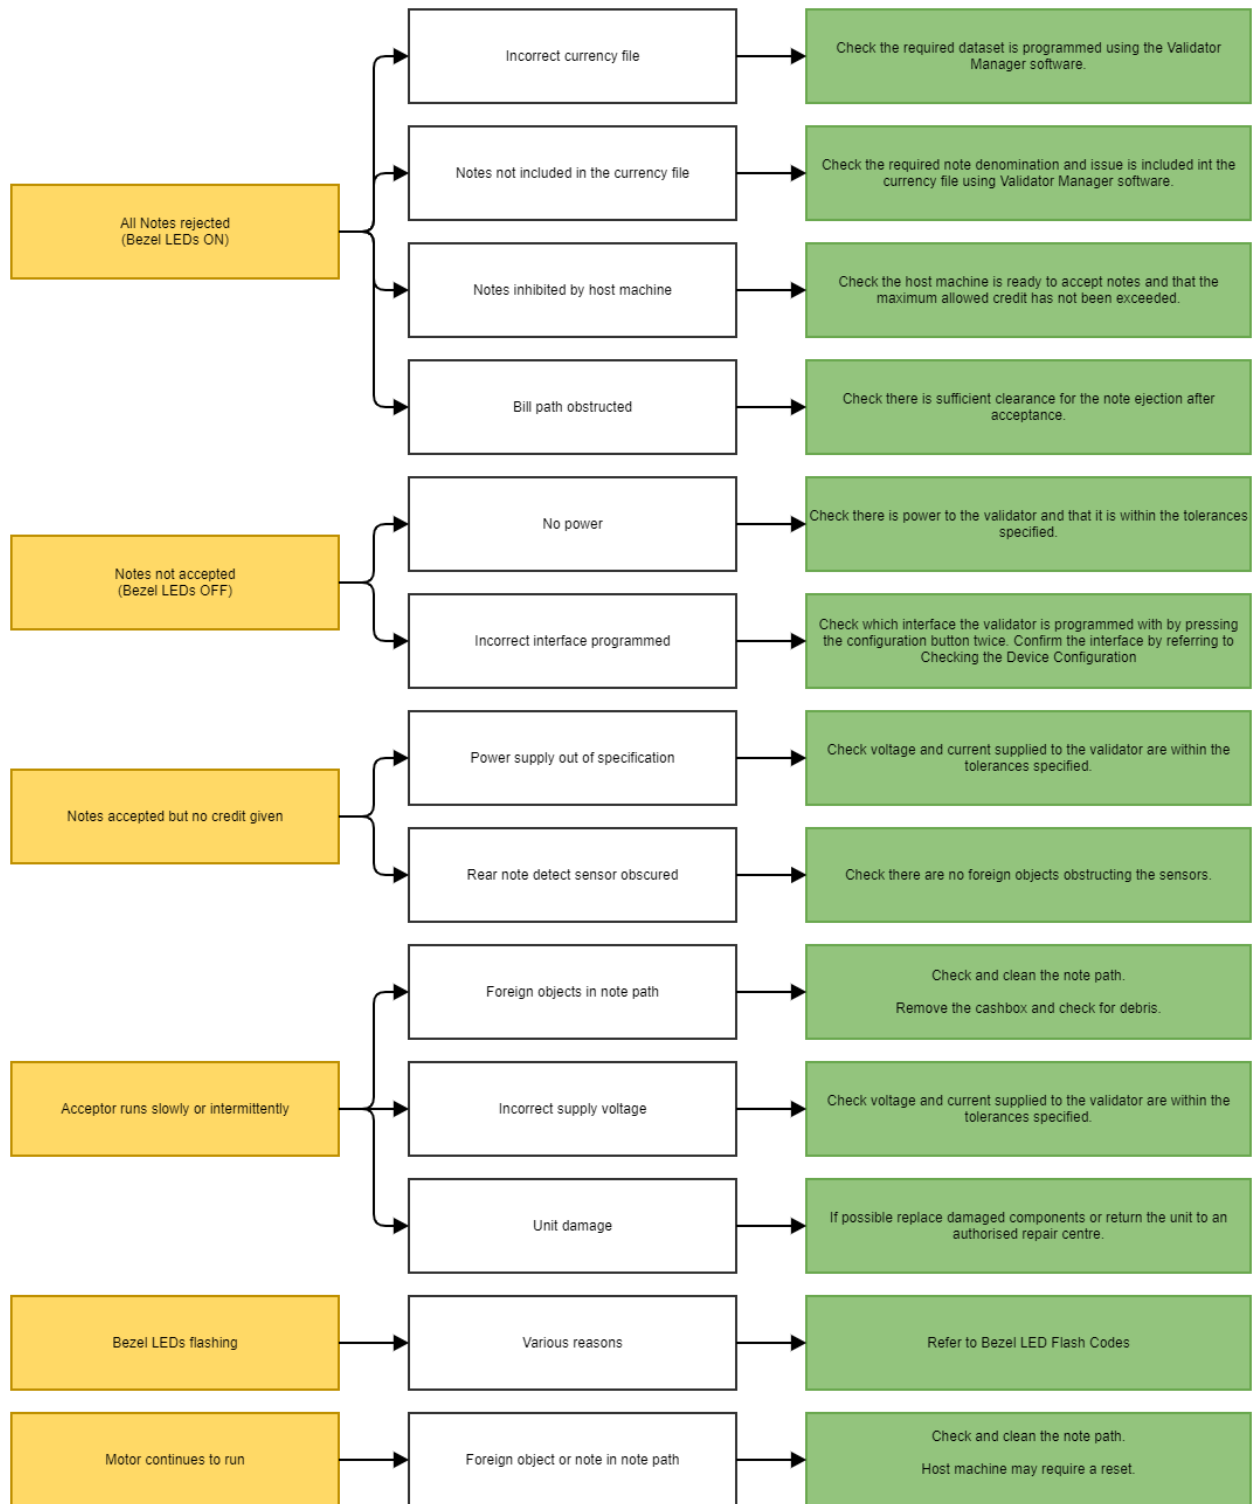 Incorrect currency file
Check the required dataset is programmed using the Validator
Manager software.
Notes not included in the currency file
Check the required note denomination and issue is included int the
currency file using Validator Manager software.
All Notes rejected
(Bezel LEDs ON)
Notes inhibited by host machine
Check the host machine is ready to accept notes and that the
maximum allowed credit has not been exceeded.
Bill path obstructed
Check there is sufficient clearance for the note ejection after
acceptance.
No power
Check there is power to the validator and that it is within the tolerances
specified.
Notes not accepted
(Bezel LEDs OFF)
Incorrect interface programmed
Check which interface the validator is programmed with by pressing
the configuration button twice. Confirm the interface by referring to
Checking the Device Configuration
Power supply out of specification
Check voltage and current supplied to the validator are within the
tolerances specified.
Notes accepted but no credit given
Rear note detect sensor obscured
Check there are no foreign objects obstructing the sensors.
Foreign objects in note path
Check and clean the note path.
Remove the cashbox and check for debris.
Acceptor runs slowly or intermittently
Incorrect supply voltage
Check voltage and current supplied to the validator are within the
tolerances specified.
Unit damage
If possible replace damaged components or return the unit to an
authorised repair centre.
Bezel LEDs flashing
Various reasons
Refer to Bezel LED Flash Codes
Motor continues to run
Foreign object or note in note path
Check and clean the note path.
Host machine may require a reset.